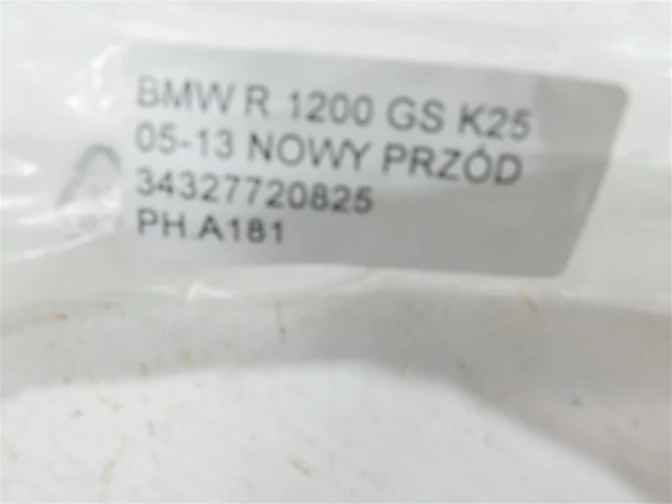 BMW R 1200 GS K25
05-13 NOWY PRZÓD
34327720825
PH.A181